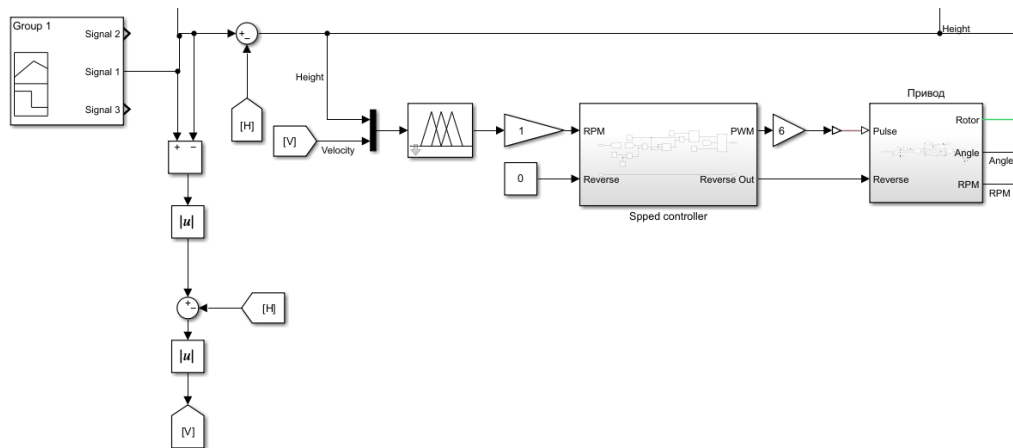 Group 1
Signal 2
Signal 1
Signal 3
+
−
[H]
Height
Height
[V]
Velocity
1
0
RPM
PWM
Reverse
Reverse Out
Spped controller
6
Привод
Pulse
Rotor
Angle
Reverse
RPM
Angle
RPM
+ −
|u|
+
−
[H]
|u|
[V]